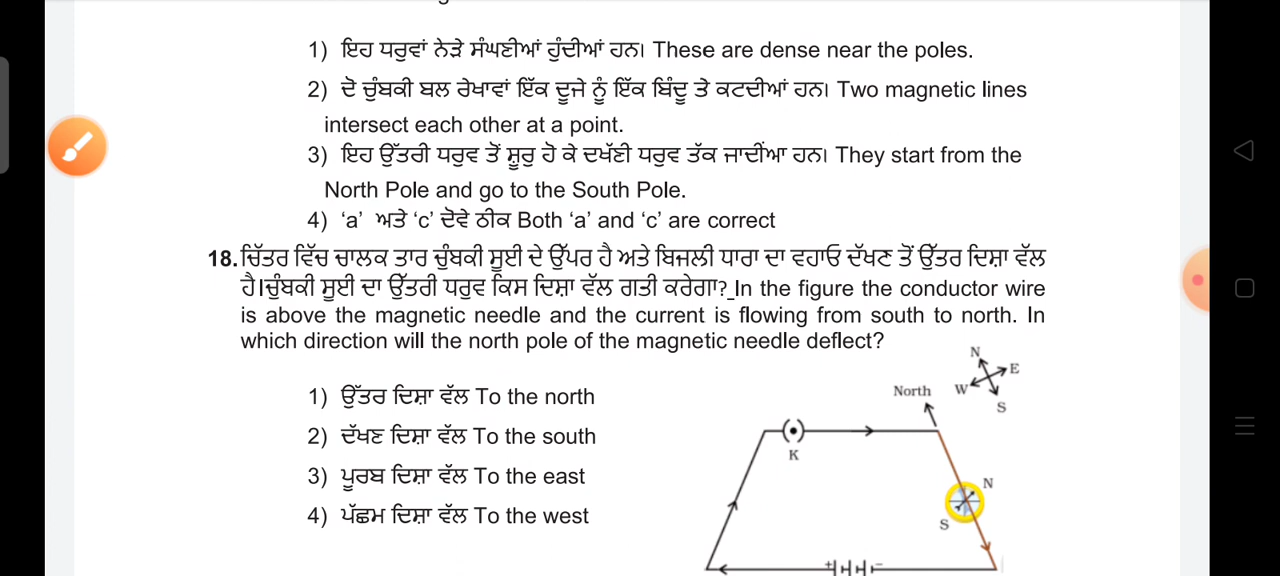 1) ਇਹ ਧਰੁਵਾਂ ਨੇੜੇ ਸੰਘਣੀਆਂ ਹੁੰਦੀਆਂ ਹਨ। These are dense near the poles.
2) ਦੋ ਚੁੰਬਕੀ ਬਲ ਰੇਖਾਵਾਂ ਇੱਕ ਦੂਜੇ ਨੂੰ ਇੱਕ ਬਿੰਦੂ ਤੇ ਕਟਦੀਆਂ ਹਨ। Two magnetic lines
intersect each other at a point.
3) ਇਹ ਉੱਤਰੀ ਧਰੁਵ ਤੋਂ ਸ਼ੂਰੁ ਹੋ ਕੇ ਦਖੱਣੀ ਧਰੁਵ ਤੱਕ ਜਾਦੀਂਆ ਹਨ। They start from the
North Pole and go to the South Pole.
4) ‘a’ ਅਤੇ ‘c’ ਦੋਵੇ ਠੀਕ Both ‘a’ and ‘c’ are correct
18. ਚਿੱਤਰ ਵਿੱਚ ਚਾਲਕ ਤਾਰ ਚੁੰਬਕੀ ਸੂਈ ਦੇ ਉੱਪਰ ਹੈ ਅਤੇ ਬਿਜਲੀ ਧਾਰਾ ਦਾ ਵਹਾਓ ਦੱਖਣ ਤੋਂ ਉੱਤਰ ਦਿਸ਼ਾ ਵੱਲ
ਹੈ।ਚੁੰਬਕੀ ਸੂਈ ਦਾ ਉੱਤਰੀ ਧਰੁਵ ਕਿਸ ਦਿਸ਼ਾ ਵੱਲ ਗਤੀ ਕਰੇਗਾ?_In the figure the conductor wire
is above the magnetic needle and the current is flowing from south to north. In
which direction will the north pole of the magnetic needle deflect?
1) ਉੱਤਰ ਦਿਸ਼ਾ ਵੱਲ To the north
2) ਦੱਖਣ ਦਿਸ਼ਾ ਵੱਲ To the south
3) ਪੂਰਬ ਦਿਸ਼ਾ ਵੱਲ To the east
4) ਪੱਛਮ ਦਿਸ਼ਾ ਵੱਲ To the west
N
E
W
S
North
K
N
S
+ −